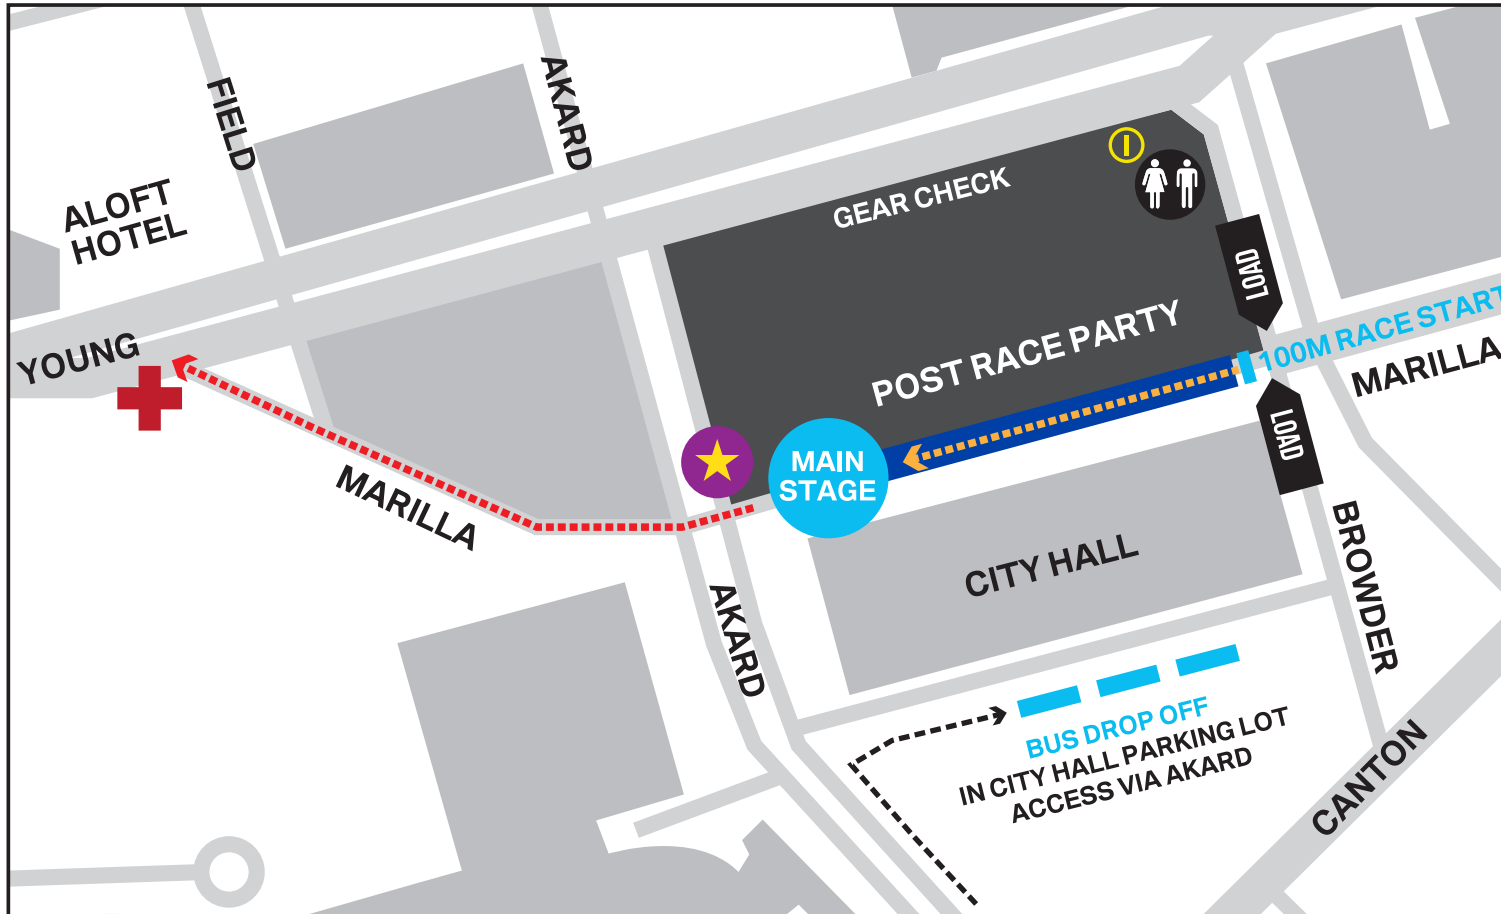 FIELD
AKARD
ALOFT
HOTEL
GEAR CHECK
LOAD
YOUNG
POST RACE PARTY
100M RACE START
MARILLA
MAIN
STAGE
LOAD
MARILLA
CITY HALL
BROWDER
AKARD
BUS DROP OFF
IN CITY HALL PARKING LOT
ACCESS VIA AKARD
CANTON